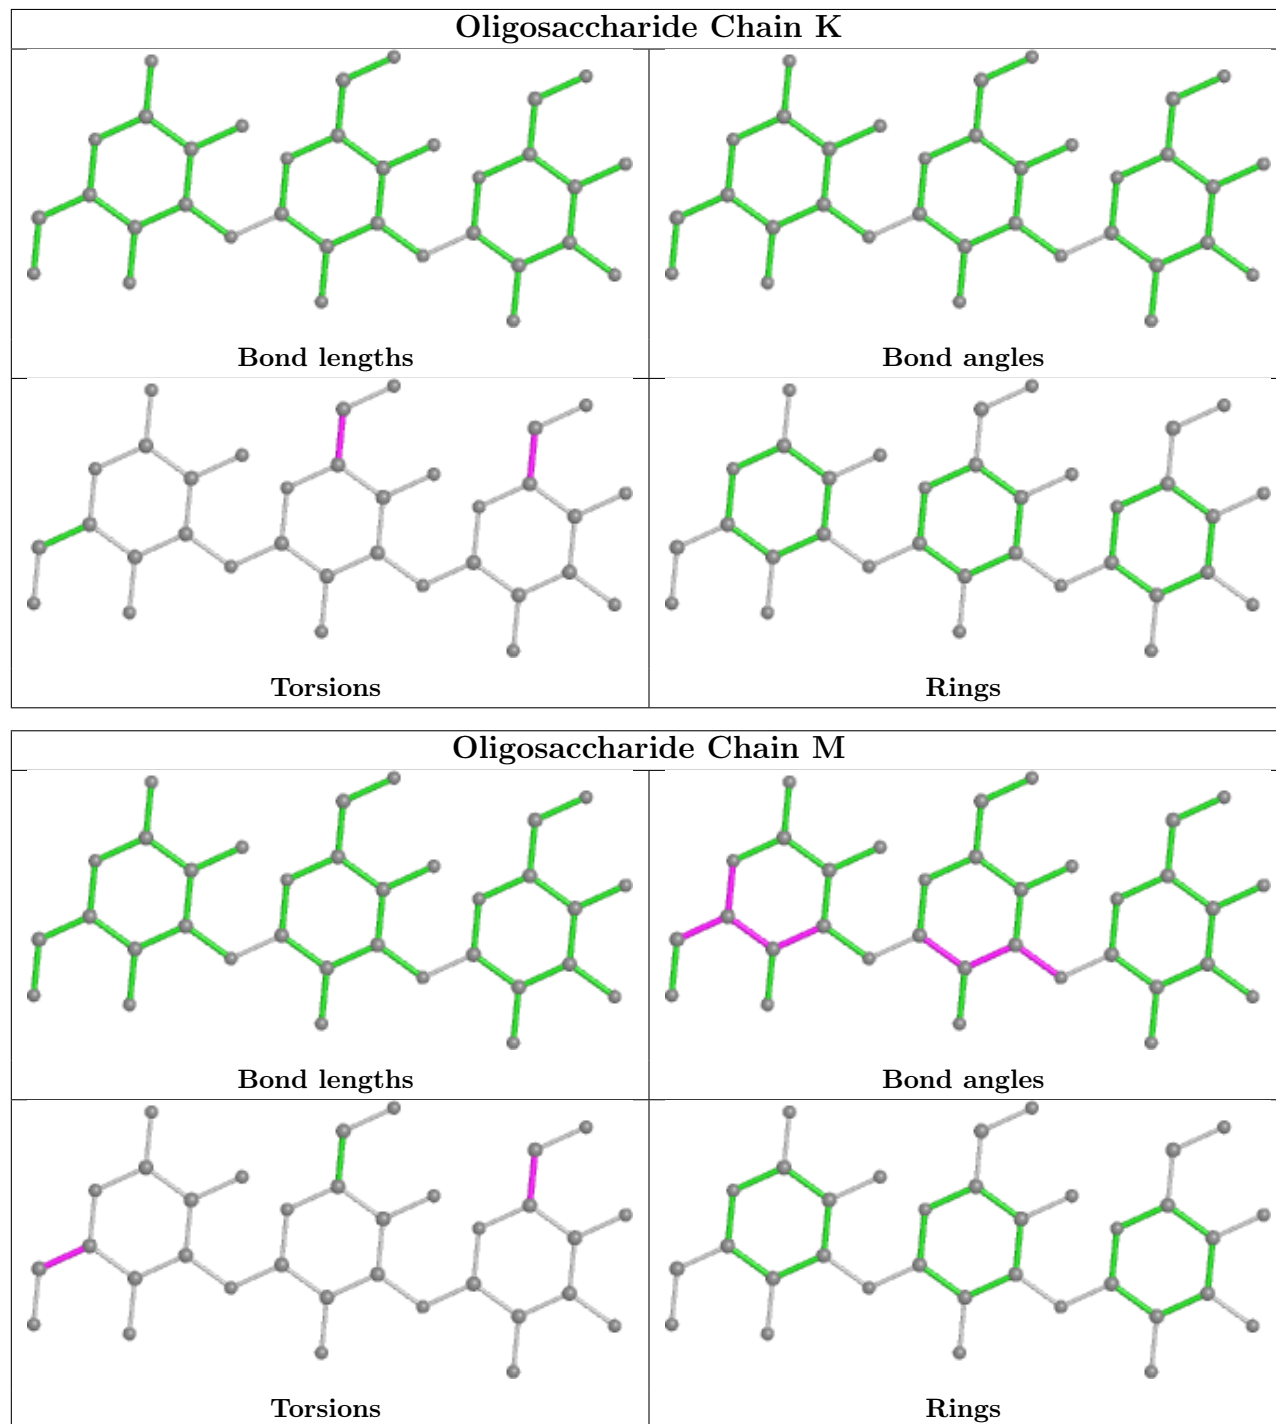 Oligosaccharide Chain K
Bond lengths
Bond angles
Torsions
Rings
Oligosaccharide Chain M
Bond lengths
Bond angles
Torsions
Rings